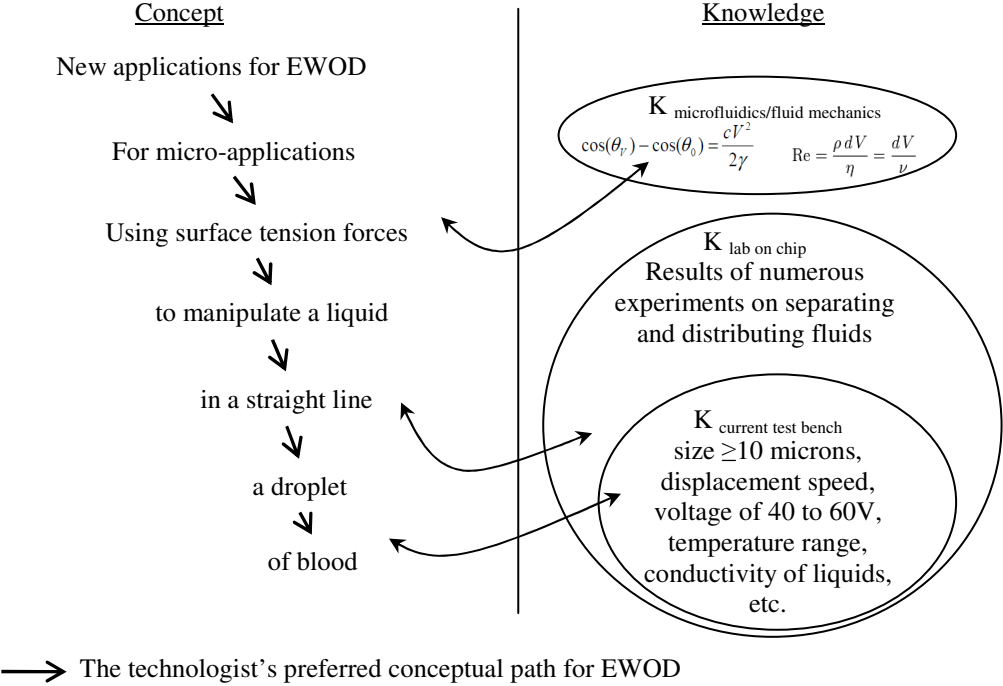 Concept
New applications for EWOD
For micro-applications
Using surface tension forces
to manipulate a liquid
in a straight line
a droplet
of blood
Knowledge
K microfluidics/fluid mechanics
cos(θ_V) − cos(θ_0) = cV²/2γ
Re = ρ dV/η = dV/ν
K lab on chip
Results of numerous
experiments on separating
and distributing fluids
K current test bench
size ≥10 microns,
displacement speed,
voltage of 40 to 60V,
temperature range,
conductivity of liquids,
etc.
The technologist’s preferred conceptual path for EWOD